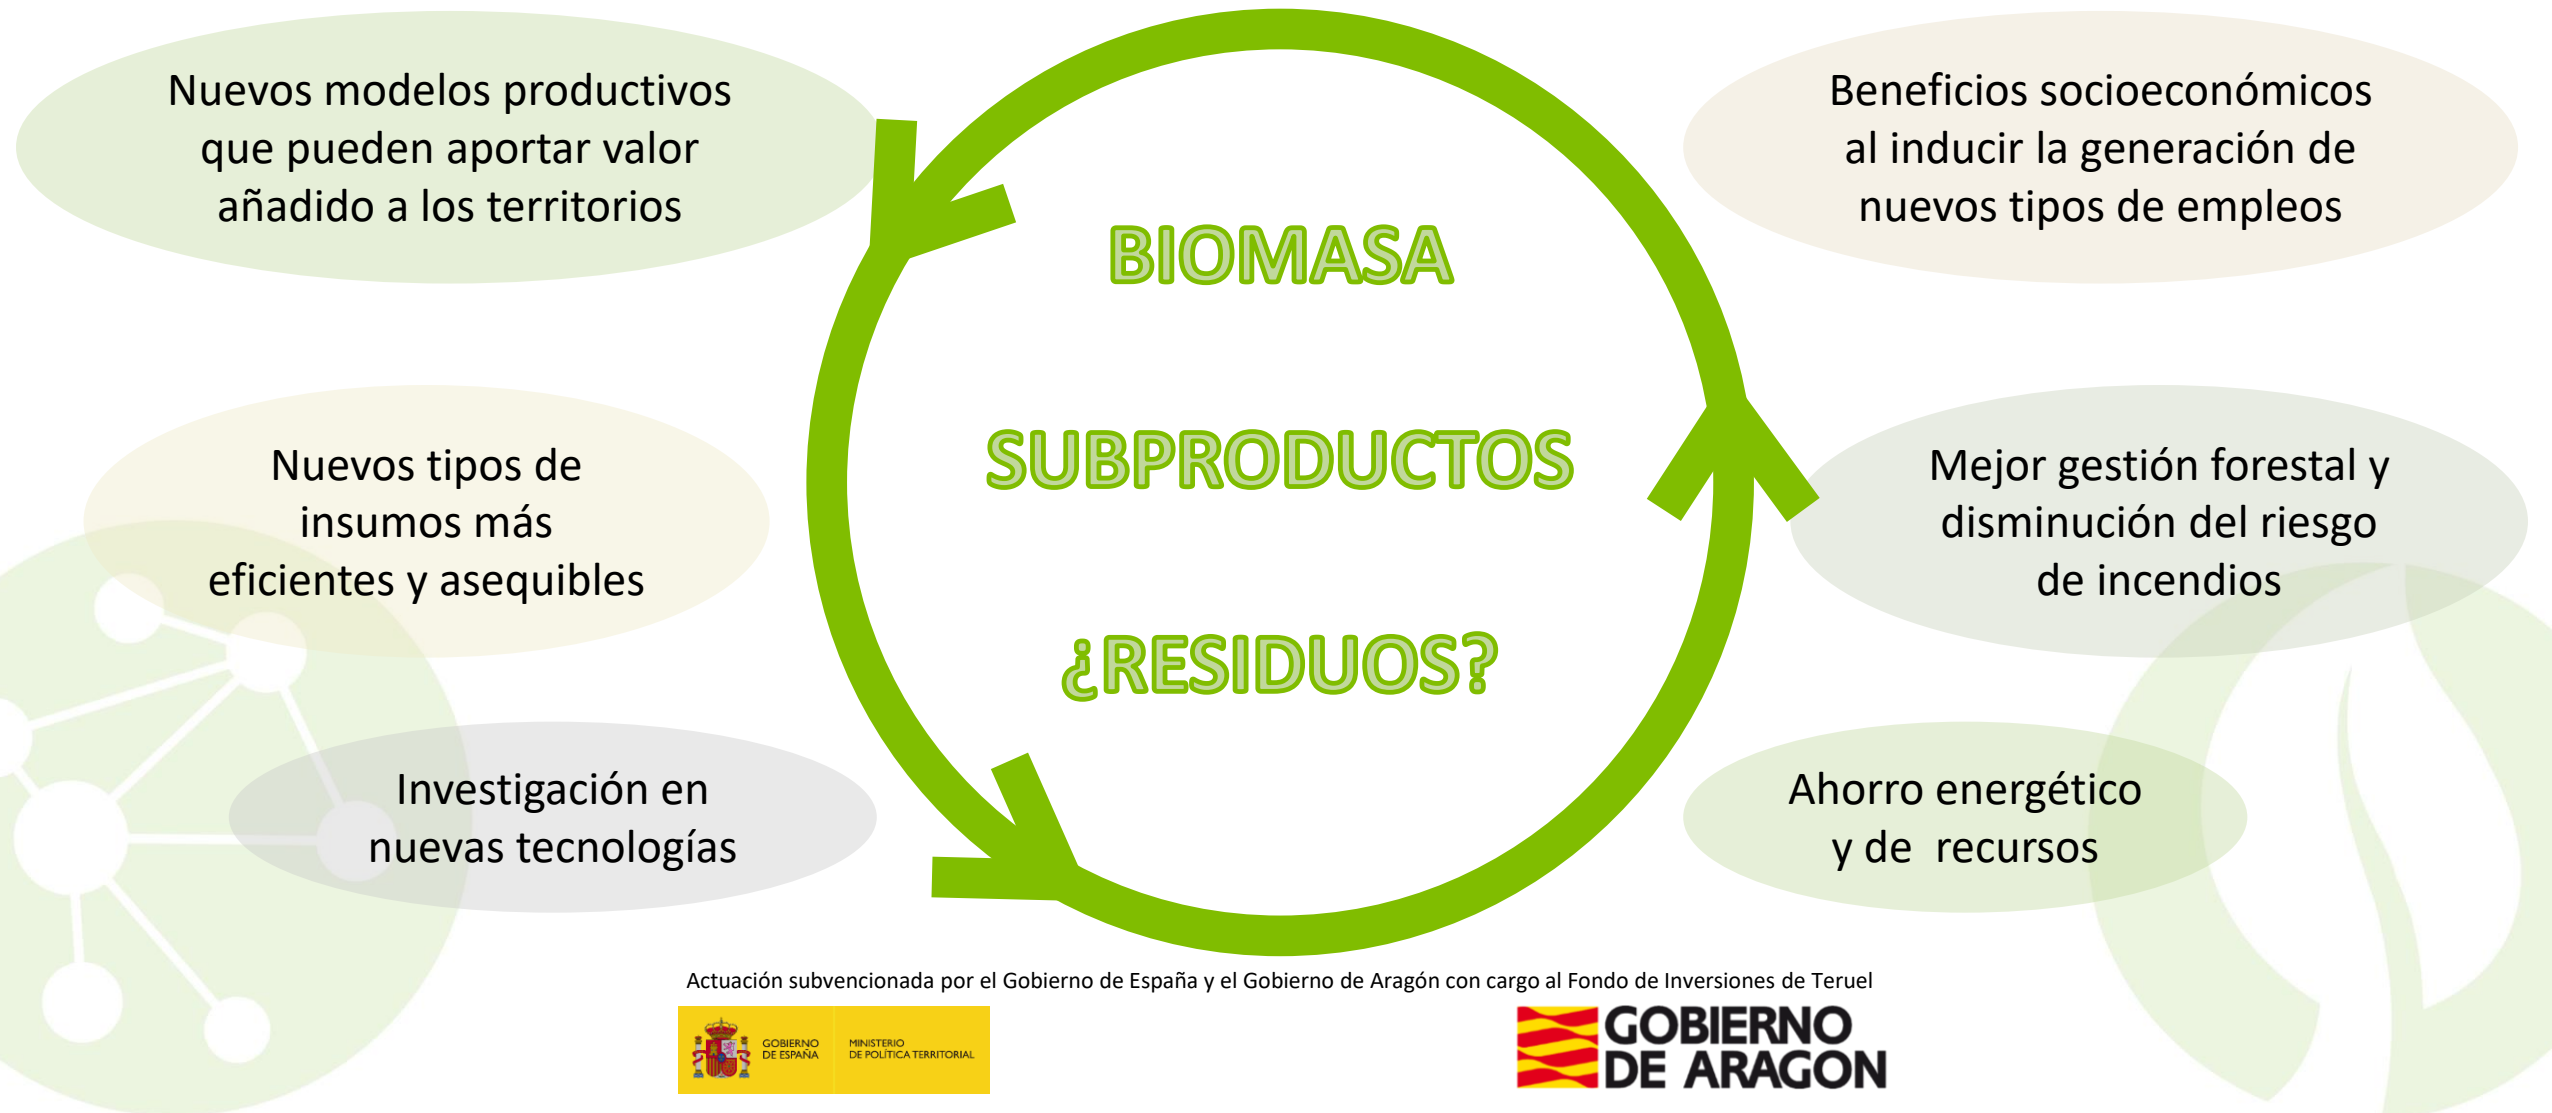 Nuevos modelos productivos
que pueden aportar valor
añadido a los territorios
Nuevos tipos de
insumos más
eficientes y asequibles
Investigación en
nuevas tecnologías
BIOMASA
SUBPRODUCTOS
¿RESIDUOS?
Beneficios socioeconómicos
al inducir la generación de
nuevos tipos de empleos
Mejor gestión forestal y
disminución del riesgo
de incendios
Ahorro energético
y de recursos
Actuación subvencionada por el Gobierno de España y el Gobierno de Aragón con cargo al Fondo de Inversiones de Teruel
GOBIERNO
DE ESPAÑA
MINISTERIO
DE POLÍTICA TERRITORIAL
GOBIERNO
DE ARAGON